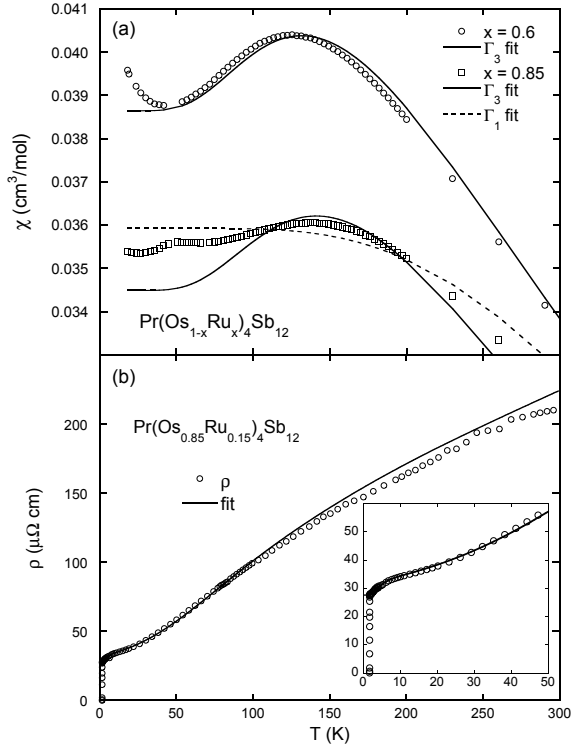 (a)
x = 0.6
Γ3 fit
x = 0.85
Γ3 fit
Γ1 fit
0.041
0.040
0.039
0.038
0.037
0.036
0.035
0.034
χ (cm³/mol)
Pr(Os1-xRux)4Sb12
(b)
Pr(Os0.85Ru0.15)4Sb12
ρ
fit
200
150
100
50
0
ρ (μΩ cm)
60
50
40
30
20
10
0
0 10 20 30 40 50
0 50 100 150 200 250 300
T (K)